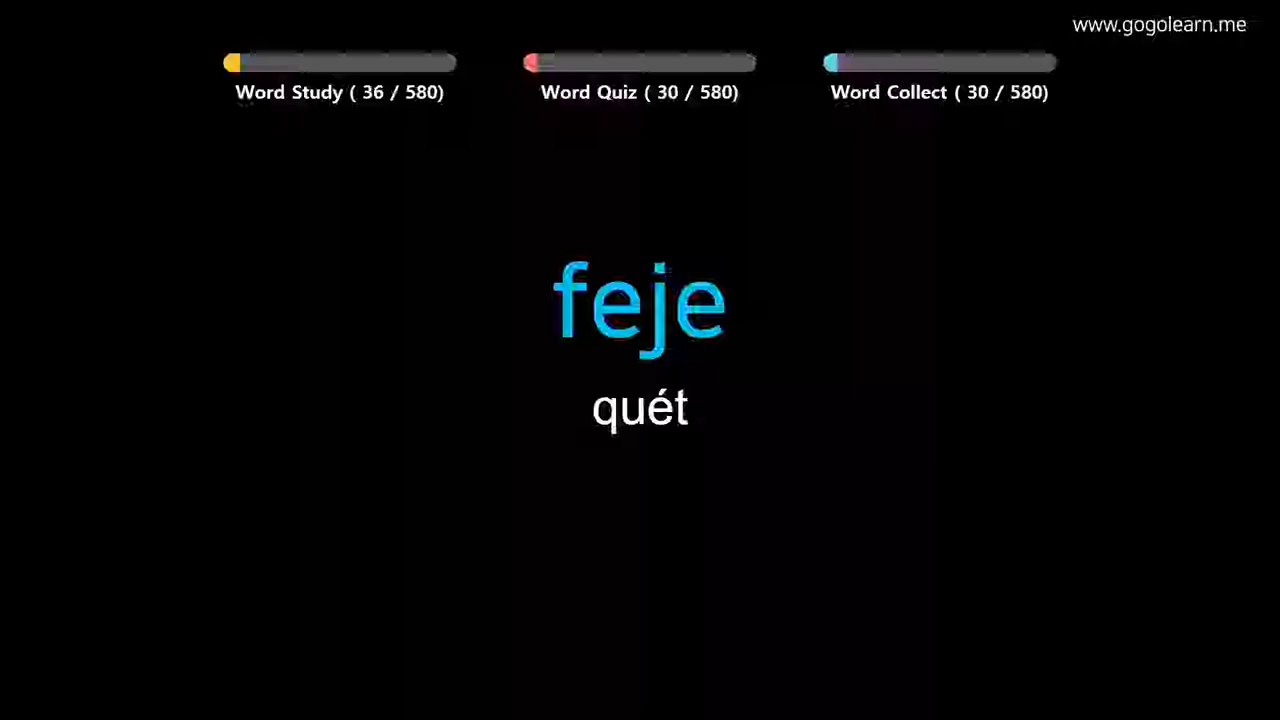 www.gogolearn.me
Word Study ( 36 / 580)
Word Quiz ( 30 / 580)
Word Collect ( 30 / 580)
feje
quét